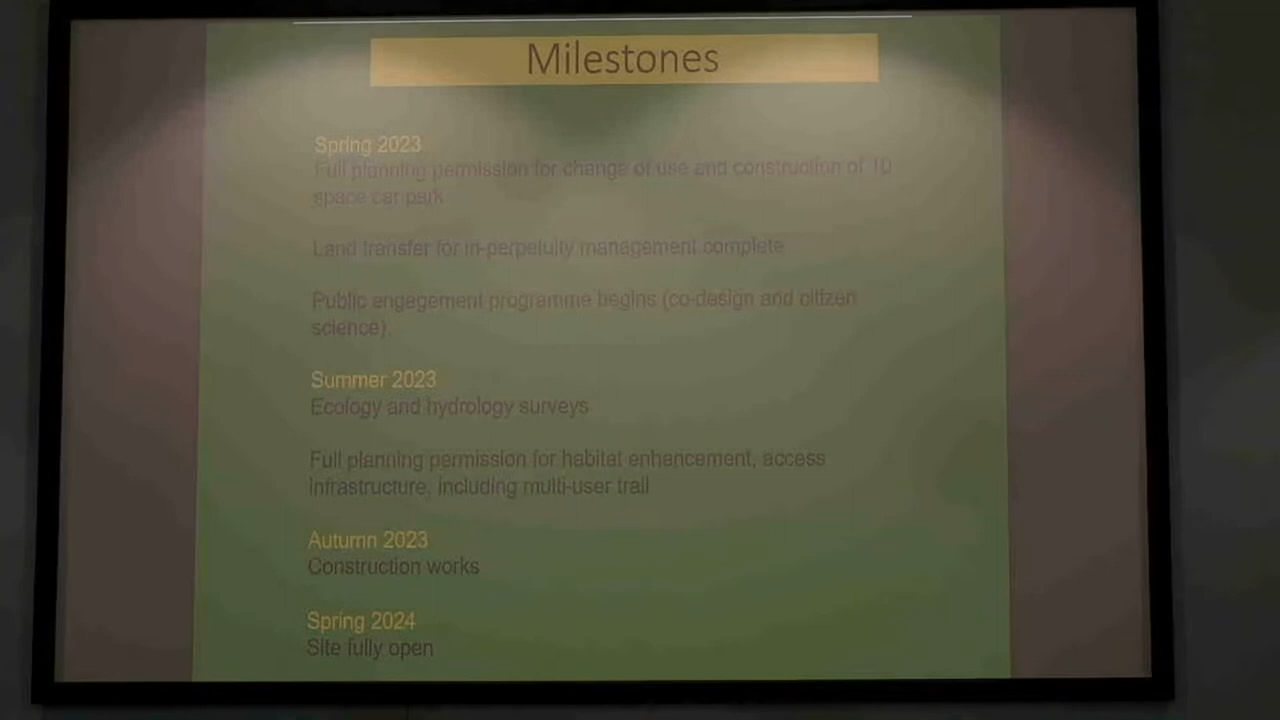 Milestones
Spring 2023
Full planning permission for change of use and construction of 10
space car park
Land transfer for in-perpetuity management complete
Public engagement programme begins (co-design and citizen
science)
Summer 2023
Ecology and hydrology surveys
Full planning permission for habitat enhancement, access
infrastructure, including multi-user trail
Autumn 2023
Construction works
Spring 2024
Site fully open